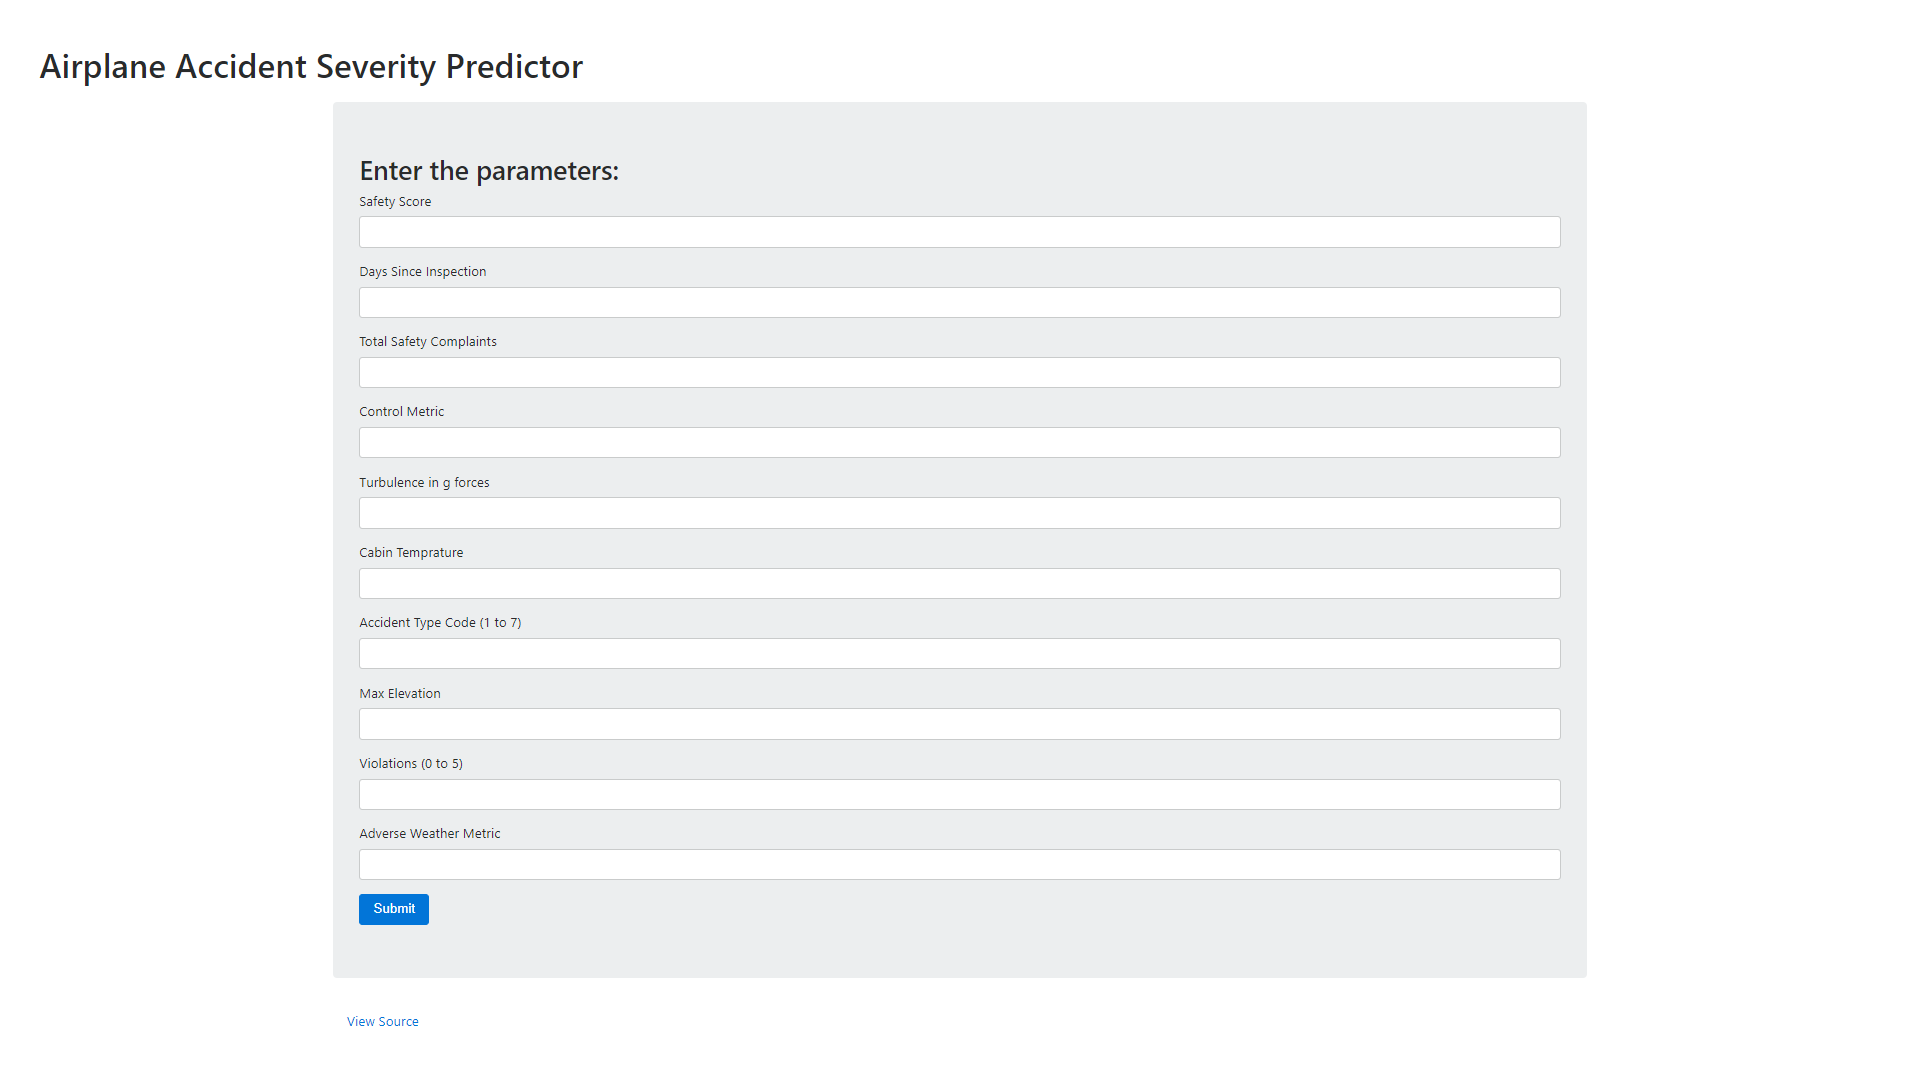 Airplane Accident Severity Predictor
Enter the parameters:
Safety Score
Days Since Inspection
Total Safety Complaints
Control Metric
Turbulence in g forces
Cabin Temprature
Accident Type Code (1 to 7)
Max Elevation
Violations (0 to 5)
Adverse Weather Metric
Submit
View Source